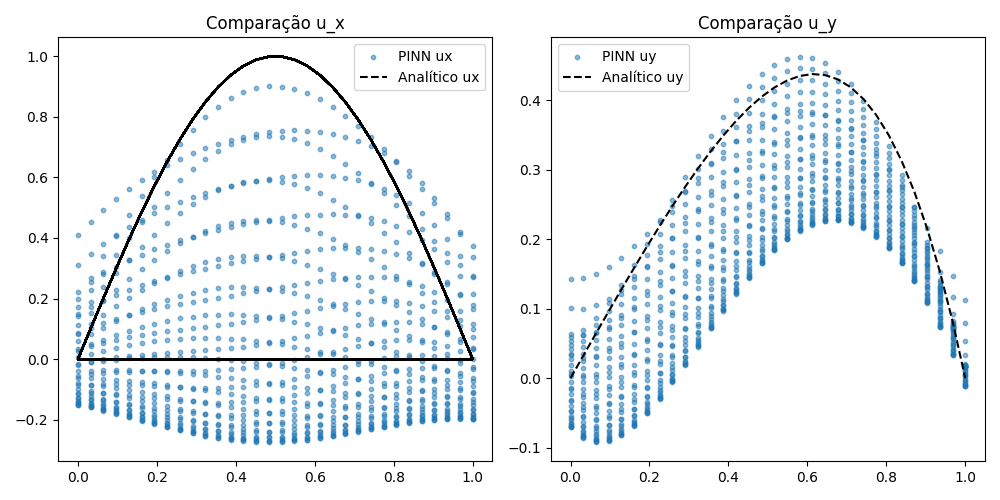 Comparação u_x
Comparação u_y
PINN ux
Analítico ux
PINN uy
Analítico uy
1.0
0.8
0.6
0.4
0.2
0.0
−0.2
0.0 0.2 0.4 0.6 0.8 1.0
0.4
0.3
0.2
0.1
0.0
−0.1
0.0 0.2 0.4 0.6 0.8 1.0